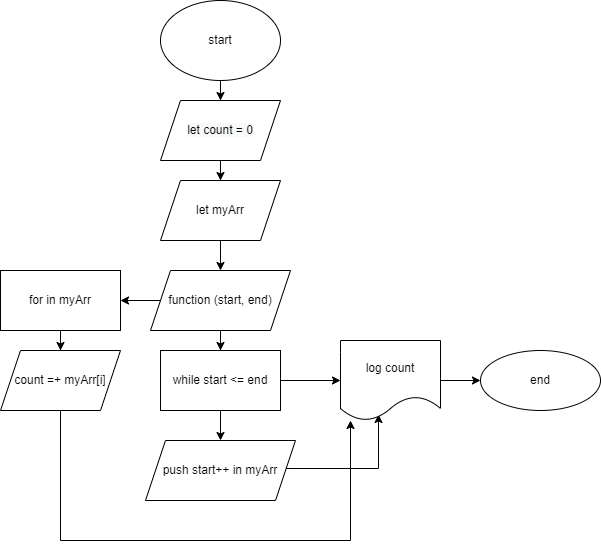 start
let count = 0
let myArr
for in myArr
function (start, end)
count =+ myArr[i]
while start <= end
log count
end
push start++ in myArr